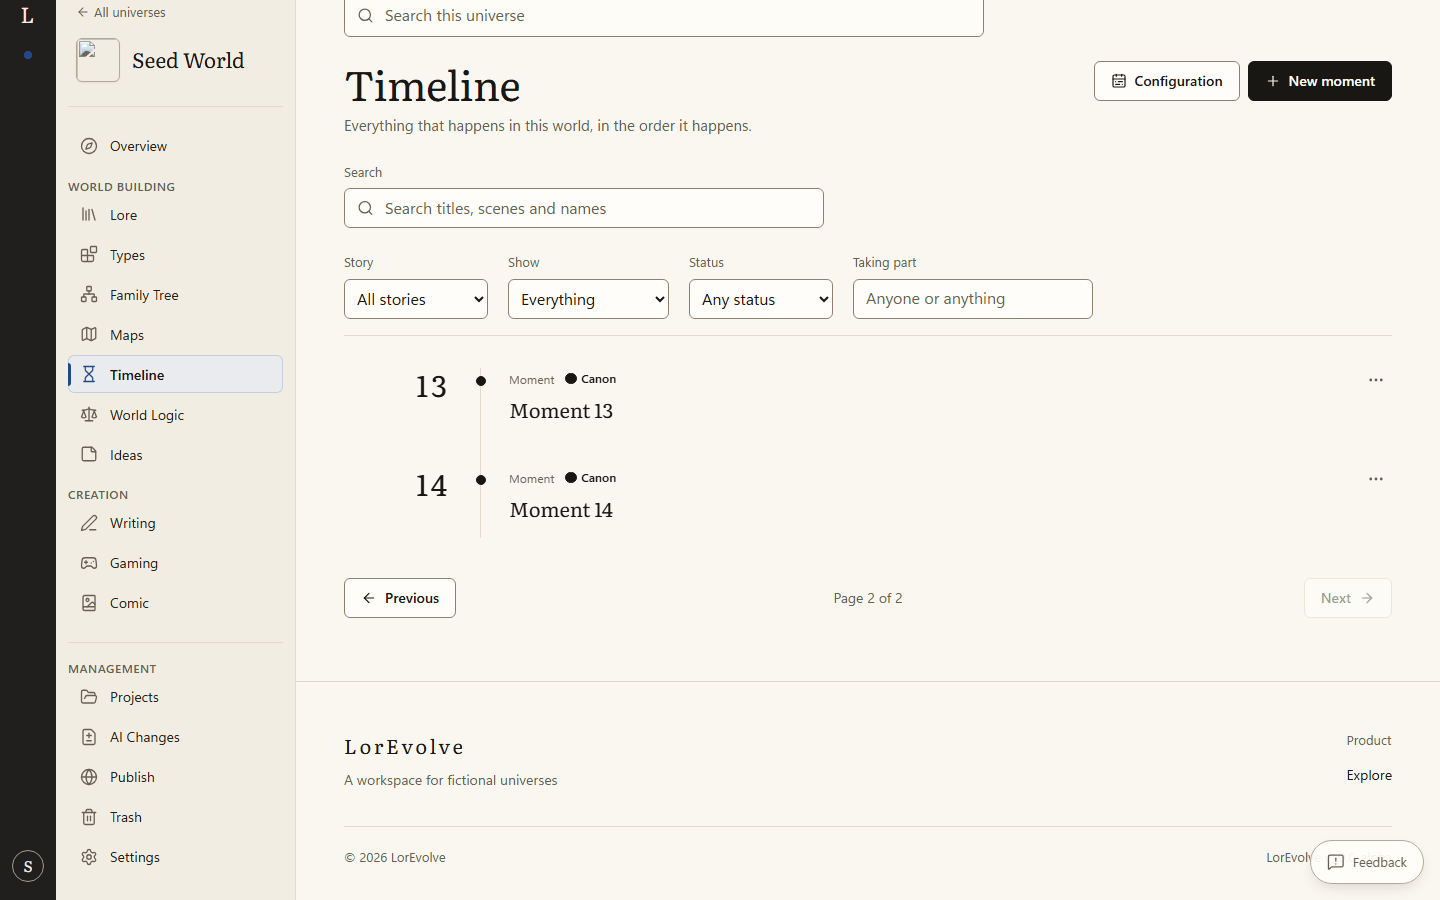 L
All universes
Seed World
Overview
WORLD BUILDING
Lore
Types
Family Tree
Maps
Timeline
World Logic
Ideas
CREATION
Writing
Gaming
Comic
MANAGEMENT
Projects
AI Changes
Publish
Trash
Settings
S
Search this universe
Timeline
Configuration
New moment
Everything that happens in this world, in the order it happens.
Search
Search titles, scenes and names
Story Show Status Taking part
All stories Everything Any status Anyone or anything
13
Moment Canon
Moment 13
14
Moment Canon
Moment 14
Previous
Page 2 of 2
Next
LorEvolve
A workspace for fictional universes
Product
Explore
© 2026 LorEvolve
Feedback